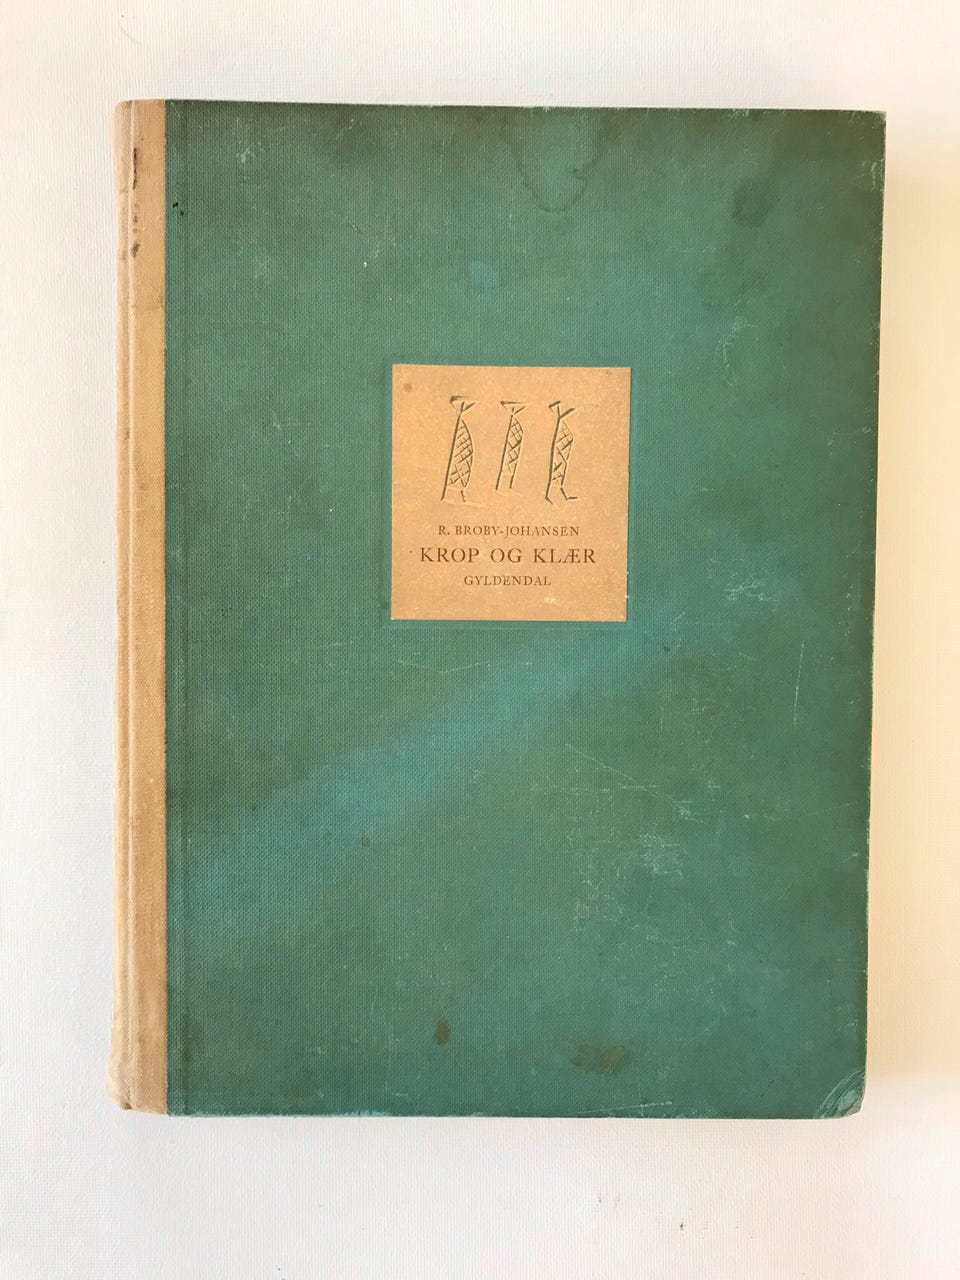 R. BROBY-JOHANSEN
KROP OG KLÆR
GYLDENDAL